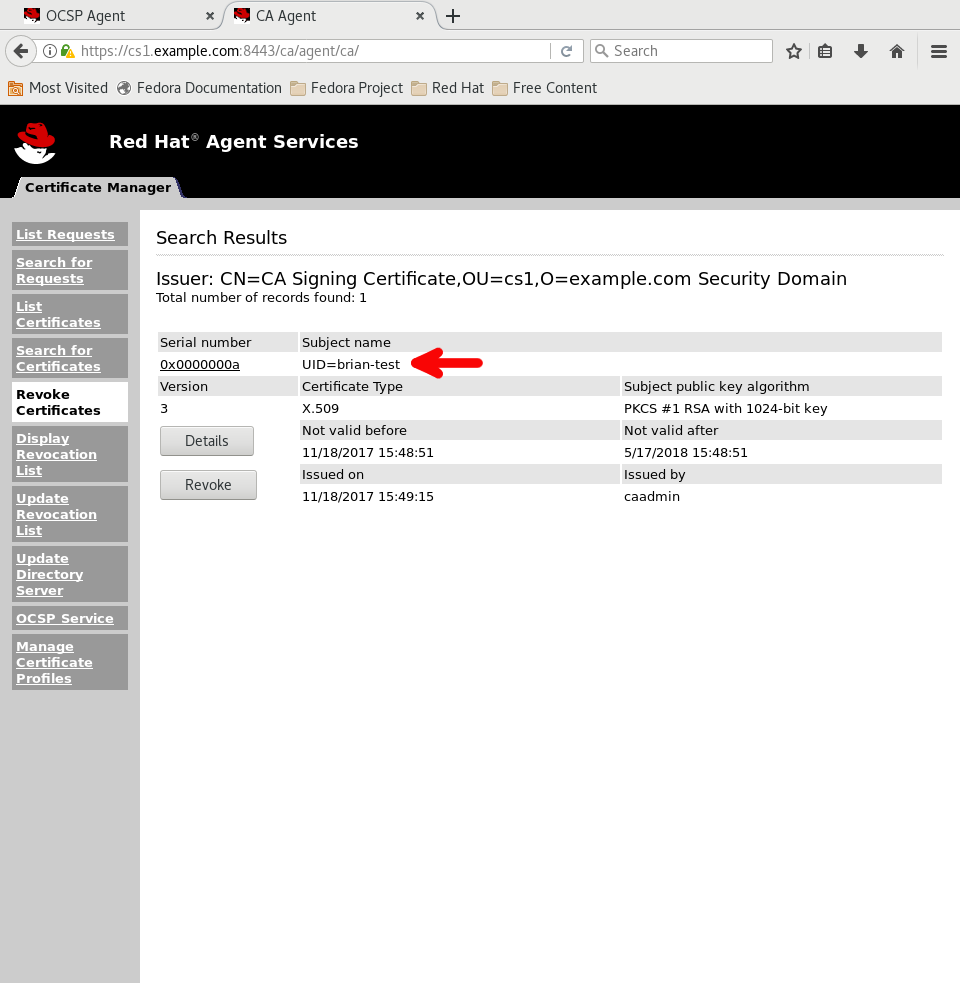 OCSP Agent
CA Agent
https://cs1.example.com:8443/ca/agent/ca/
Search
Most Visited
Fedora Documentation
Fedora Project
Red Hat
Free Content
Red Hat® Agent Services
Certificate Manager
List Requests
Search for
Requests
List
Certificates
Search for
Certificates
Revoke
Certificates
Display
Revocation
List
Update
Revocation
List
Update
Directory
Server
OCSP Service
Manage
Certificate
Profiles
Search Results
Issuer: CN=CA Signing Certificate,OU=cs1,O=example.com Security Domain
Total number of records found: 1
Serial number Subject name
0x0000000a UID=brian-test
Version Certificate Type Subject public key algorithm
3 X.509 PKCS #1 RSA with 1024-bit key
Details Not valid before Not valid after
11/18/2017 15:48:51 5/17/2018 15:48:51
Revoke Issued on Issued by
11/18/2017 15:49:15 caadmin